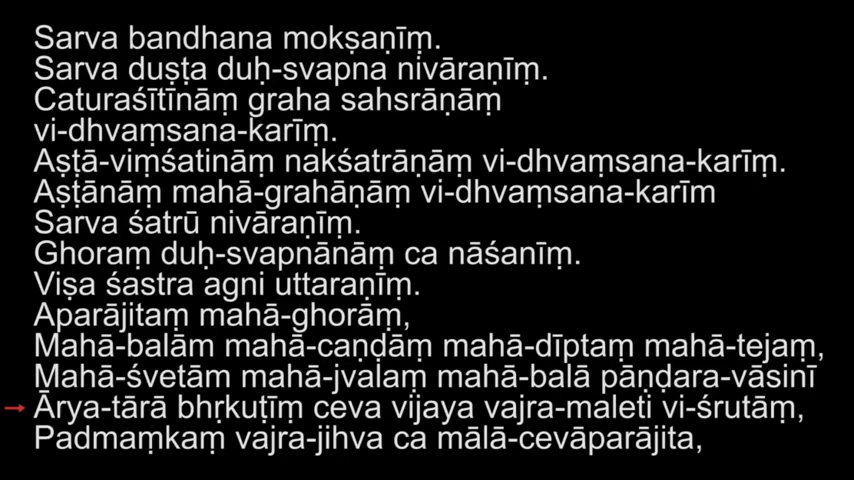 Sarva bandhana mokṣaṇīṃ.
Sarva duṣṭa duḥ-svapna nivāraṇīṃ.
Caturaśītīnāṃ graha sahsrāṇāṃ
vi-dhvaṃsana-karīṃ.
Aṣṭā-viṃśatināṃ nakśatrāṇāṃ vi-dhvaṃsana-karīṃ.
Aṣṭānāṃ mahā-grahāṇāṃ vi-dhvaṃsana-karīm
Sarva śatrū nivāraṇīṃ.
Ghoraṃ duḥ-svapnānāṃ ca nāśanīṃ.
Viṣa śastra agni uttaraṇīṃ.
Aparājitaṃ mahā-ghorāṃ,
Mahā-balāṃ mahā-caṇḍāṃ mahā-dīptaṃ mahā-tejaṃ,
Mahā-śvetāṃ mahā-jvalaṃ mahā-balā pāṇḍara-vāsinī
Ārya-tārā bhṛkuṭīṃ ceva vijaya vajra-maleti vi-śrutāṃ,
Padmaṃkaṃ vajra-jihva ca mālā-cevāparājita,